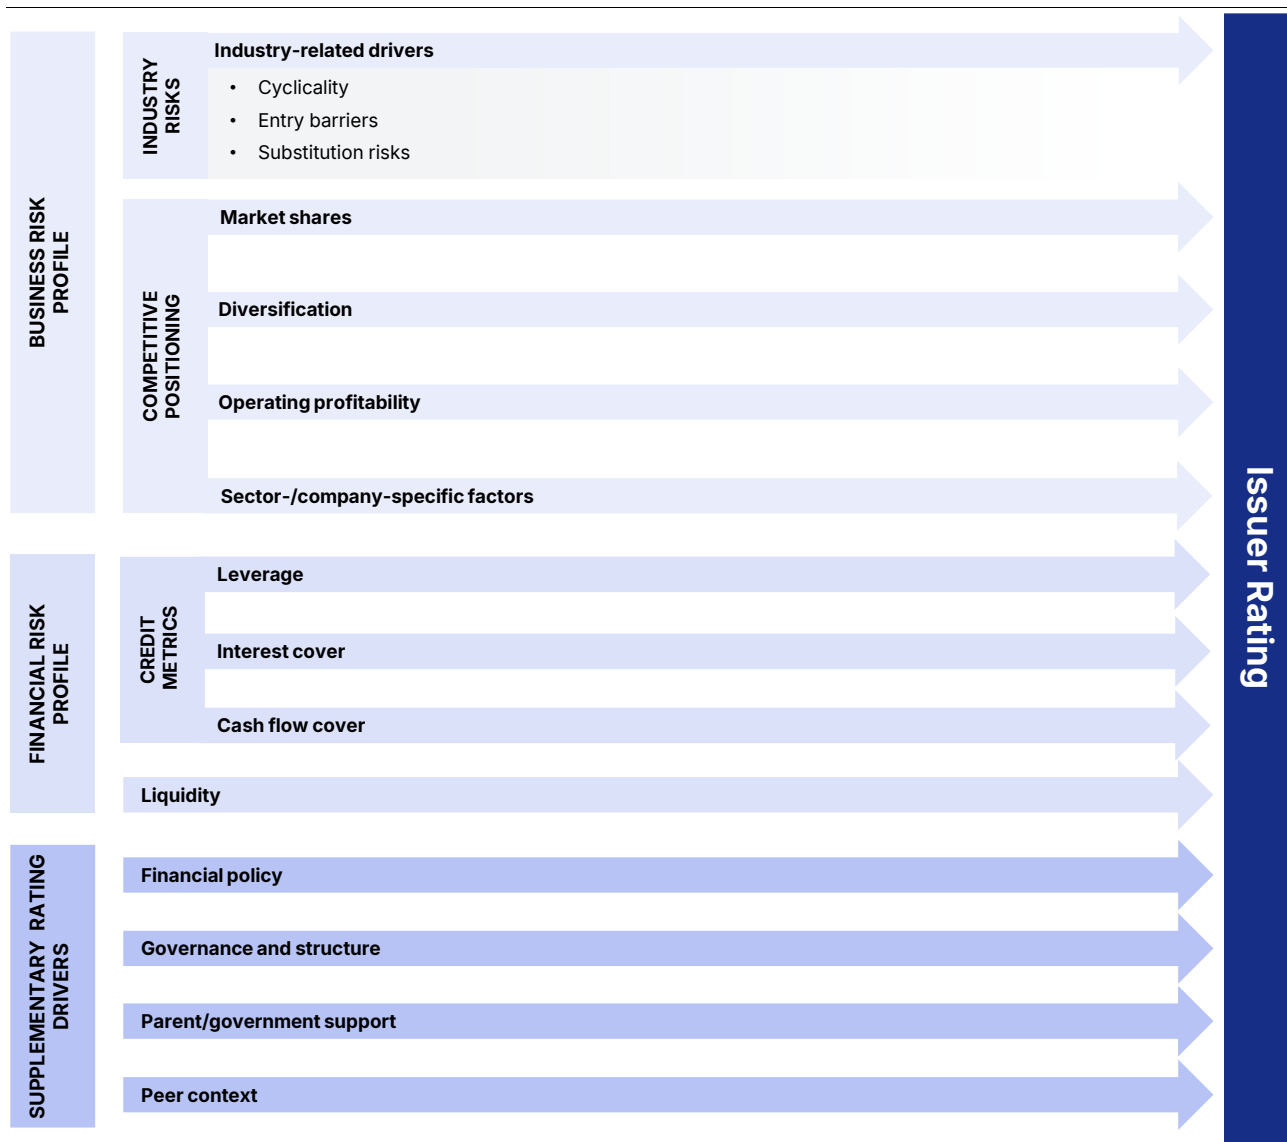 BUSINESS RISK
PROFILE
INDUSTRY
RISKS
Industry-related drivers
• Cyclicality
• Entry barriers
• Substitution risks
COMPETITIVE
POSITIONING
Market shares
Diversification
Operating profitability
Sector-/company-specific factors
FINANCIAL RISK
PROFILE
CREDIT
METRICS
Leverage
Interest cover
Cash flow cover
Liquidity
SUPPLEMENTARY RATING
DRIVERS
Financial policy
Governance and structure
Parent/government support
Peer context
Issuer Rating